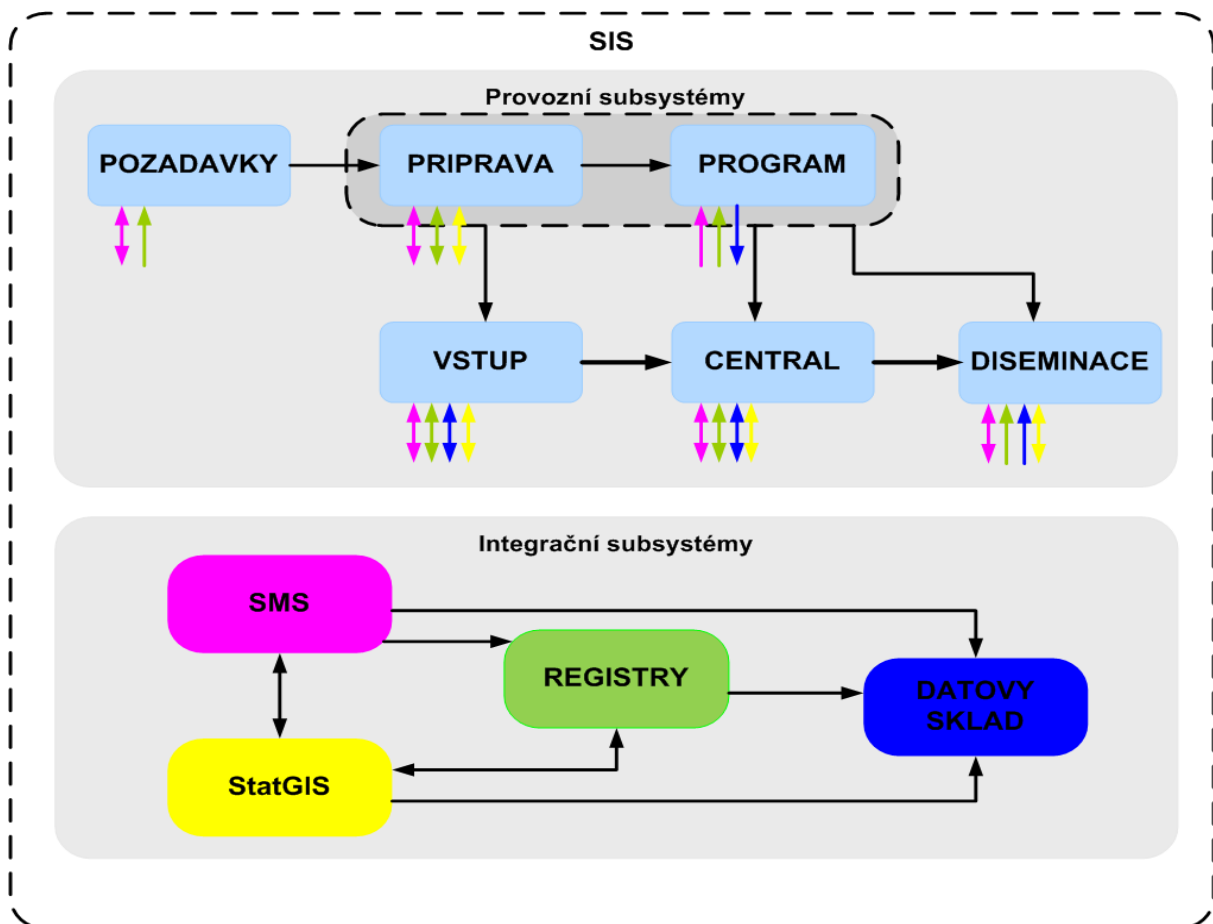 SIS
Provozní subsystémy
POZADAVKY
PRIPRAVA
PROGRAM
VSTUP
CENTRAL
DISEMINACE
Integrační subsystémy
SMS
REGISTRY
DATOVY
SKLAD
StatGIS